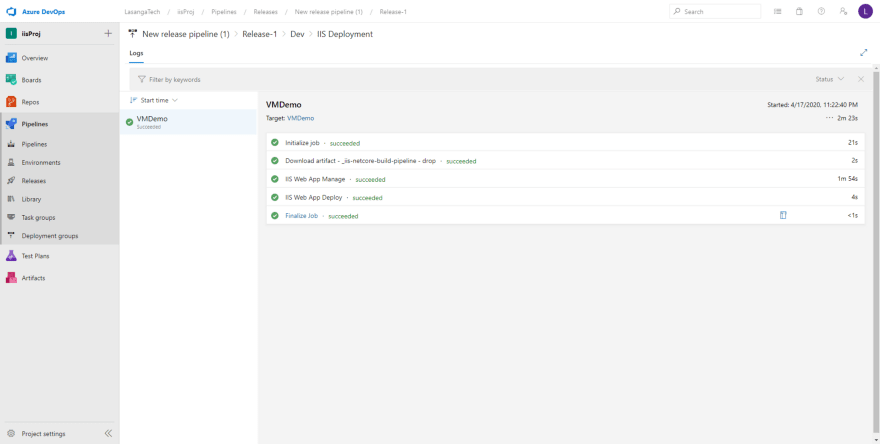 Azure DevOps
LasangaTech / iisProj / Pipelines / Releases / New release pipeline (1) / Release-1
Search
L
I iisProj
New release pipeline (1) > Release-1 > Dev > IIS Deployment
Logs
Overview
Boards
Repos
Pipelines
Pipelines
Environments
Releases
Library
Task groups
Deployment groups
Test Plans
Artifacts
Project settings
Filter by keywords
Status
Start time
VMDemo
Succeeded
VMDemo
Started: 4/17/2020, 11:22:40 PM
Target: VMDemo
··· 2m 23s
Initialize job · succeeded 21s
Download artifact - _iis-netcore-build-pipeline - drop · succeeded 2s
IIS Web App Manage · succeeded 1m 54s
IIS Web App Deploy · succeeded 4s
Finalize Job · succeeded <1s